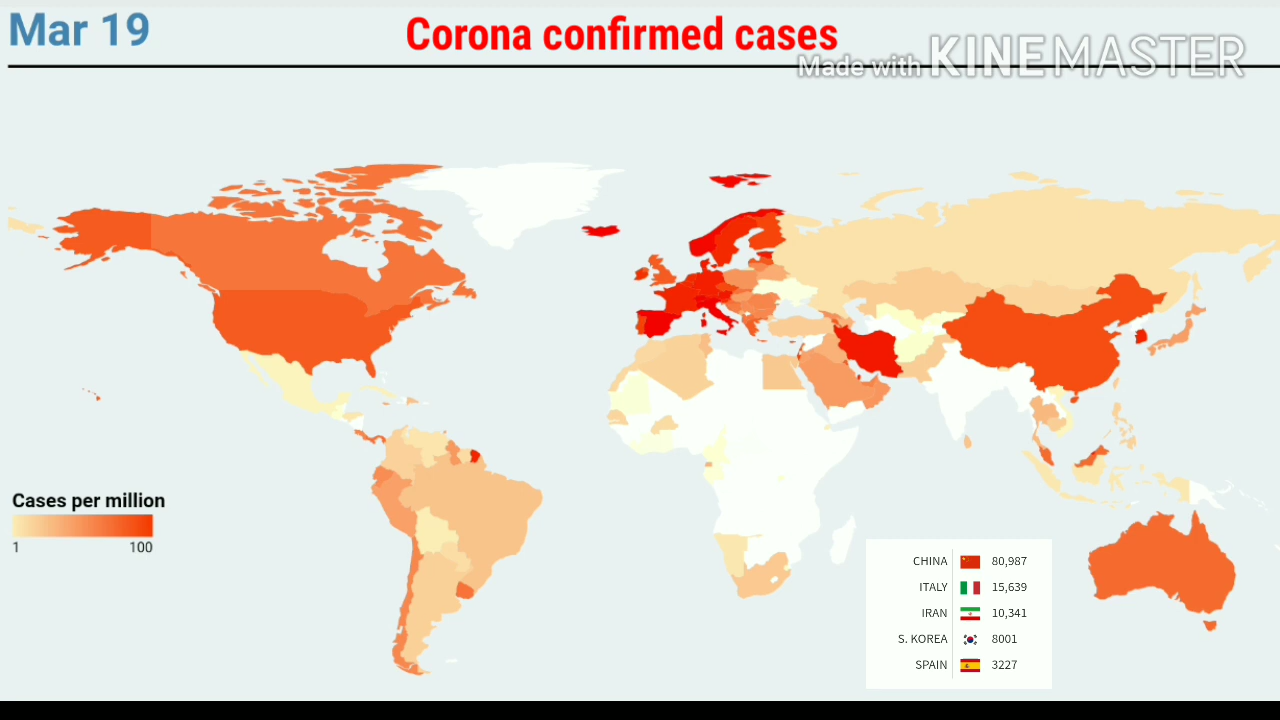 Mar 19
Corona confirmed cases
Made with KINEMASTER
Cases per million
1 100
CHINA 80,987
ITALY 15,639
IRAN 10,341
S. KOREA 8001
SPAIN 3227